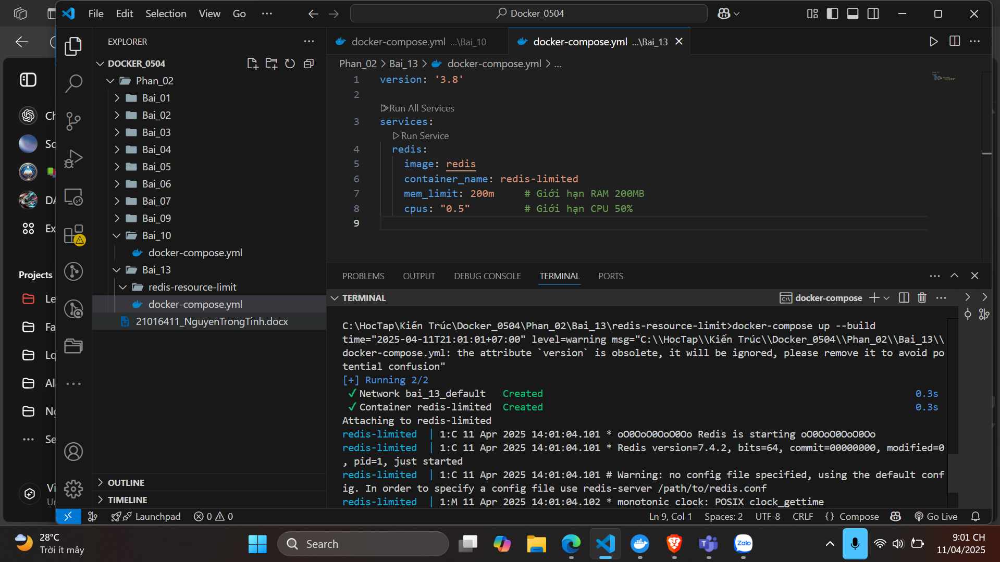 File Edit Selection View Go ···
Docker_0504
EXPLORER
docker-compose.yml ...\Bai_10
docker-compose.yml ...\Bai_13
DOCKER_0504
Phan_02 > Bai_13 > docker-compose.yml > ...
Phan_02
Bai_01
Bai_02
Bai_03
Bai_04
Bai_05
Bai_06
Bai_07
Bai_09
Bai_10
docker-compose.yml
Bai_13
redis-resource-limit
docker-compose.yml
21016411_NguyenTrongTinh.docx
OUTLINE
TIMELINE
Ch
Sc
DA
Ex
Projects
Le
Fa
Lo
Al
Ng
Se
Vi
Un
1 version: '3.8'
2
Run All Services
3 services:
Run Service
4 redis:
5 image: redis
6 container_name: redis-limited
7 mem_limit: 200m # Giới hạn RAM 200MB
8 cpus: "0.5" # Giới hạn CPU 50%
9
PROBLEMS OUTPUT DEBUG CONSOLE TERMINAL PORTS
TERMINAL
docker-compose
C:\HocTap\Kiến Trúc\Docker_0504\Phan_02\Bai_13\redis-resource-limit>docker-compose up --build
time="2025-04-11T21:01:01+07:00" level=warning msg="C:\\HocTap\\Kiến Trúc\\Docker_0504\\Phan_02\\Bai_13\\
docker-compose.yml: the attribute `version` is obsolete, it will be ignored, please remove it to avoid po
tential confusion"
[+] Running 2/2
✓ Network bai_13_default Created 0.3s
✓ Container redis-limited Created 0.3s
Attaching to redis-limited
redis-limited | 1:C 11 Apr 2025 14:01:04.101 * oO0OoO0OoO0Oo Redis is starting oO0OoO0OoO0Oo
redis-limited | 1:C 11 Apr 2025 14:01:04.101 * Redis version=7.4.2, bits=64, commit=00000000, modified=0
, pid=1, just started
redis-limited | 1:C 11 Apr 2025 14:01:04.101 # Warning: no config file specified, using the default conf
ig. In order to specify a config file use redis-server /path/to/redis.conf
redis-limited | 1:M 11 Apr 2025 14:01:04.102 * monotonic clock: POSIX clock_gettime
Launchpad 0 0
Ln 9, Col 1 Spaces: 2 UTF-8 CRLF {} Compose Go Live
28°C
Trời ít mây
Search
Zalo
9:01 CH
11/04/2025